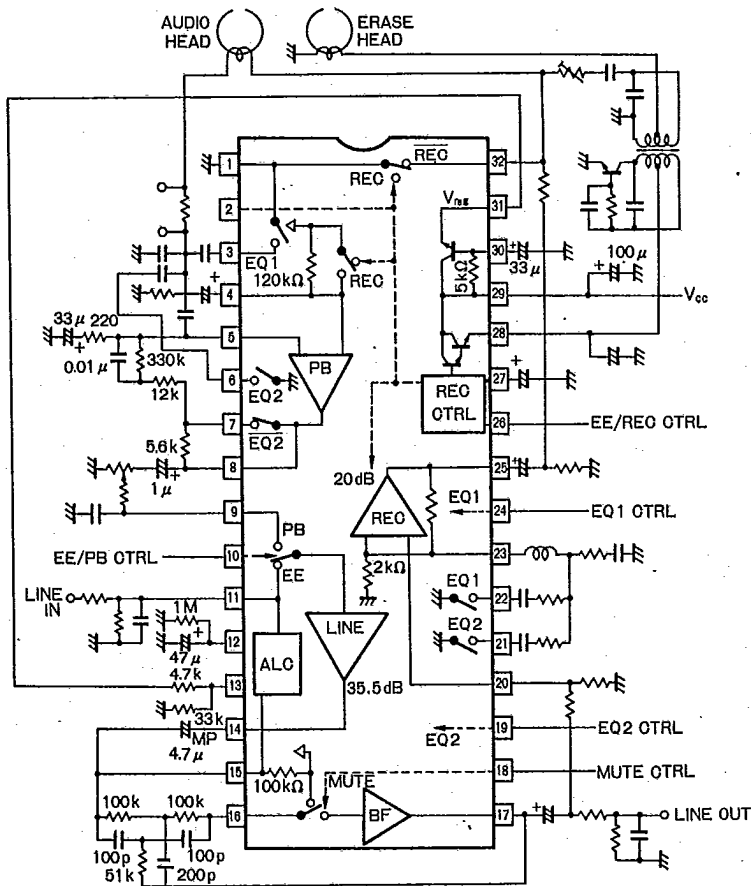 AUDIO HEAD
ERASE HEAD
1
2
3
4
5
6
7
8
9
10
11
12
13
14
15
16
32
31
30
29
28
27
26
25
24
23
22
21
20
19
18
17
REC
REC
Vreg
EQ1
REC
120kΩ
5kΩ
33μ
100μ
Vcc
33μ
220
0.01μ
330k
12k
EQ2
PB
EQ2
5.6k
1μ
REC CTRL
EE/REC CTRL
20dB
REC
EQ1
EQ1 CTRL
PB
EE/PB CTRL
EE
2kΩ
EQ1
EQ2
LINE IN
1M
47μ
4.7k
ALC
LINE
35.5dB
33k
MP
4.7μ
EQ2
EQ2 CTRL
100kΩ
MUTE
MUTE CTRL
100k
100k
BF
LINE OUT
100p
100p
51k
200p